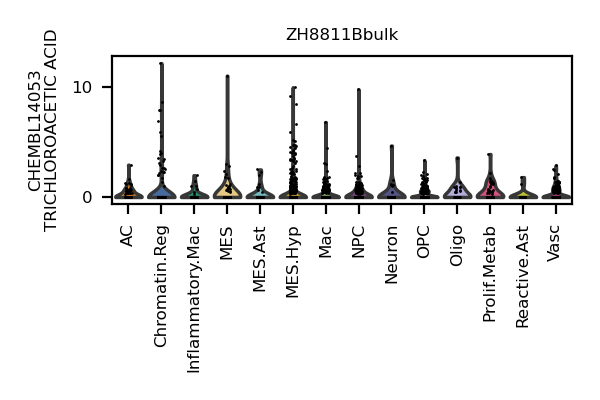 ZH8811Bbulk
CHEMBL14053
TRICHLOROACETIC ACID
10
0
AC
Chromatin.Reg
Inflammatory.Mac
MES
MES.Ast
MES.Hyp
Mac
NPC
Neuron
OPC
Oligo
Prolif.Metab
Reactive.Ast
Vasc